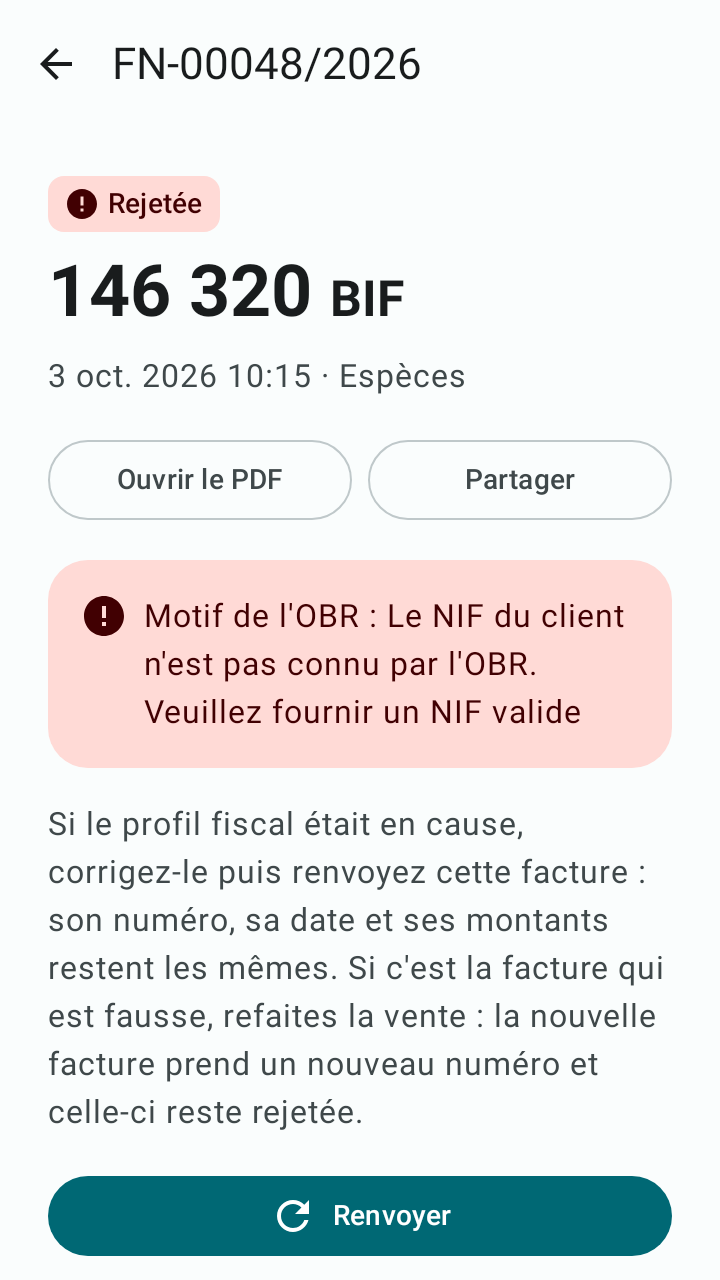 FN-00048/2026
Rejetée
146 320 BIF
3 oct. 2026 10:15 · Espèces
Ouvrir le PDF
Partager
Motif de l'OBR : Le NIF du client
n'est pas connu par l'OBR.
Veuillez fournir un NIF valide
Si le profil fiscal était en cause,
corrigez-le puis renvoyez cette facture :
son numéro, sa date et ses montants
restent les mêmes. Si c'est la facture qui
est fausse, refaites la vente : la nouvelle
facture prend un nouveau numéro et
celle-ci reste rejetée.
Renvoyer